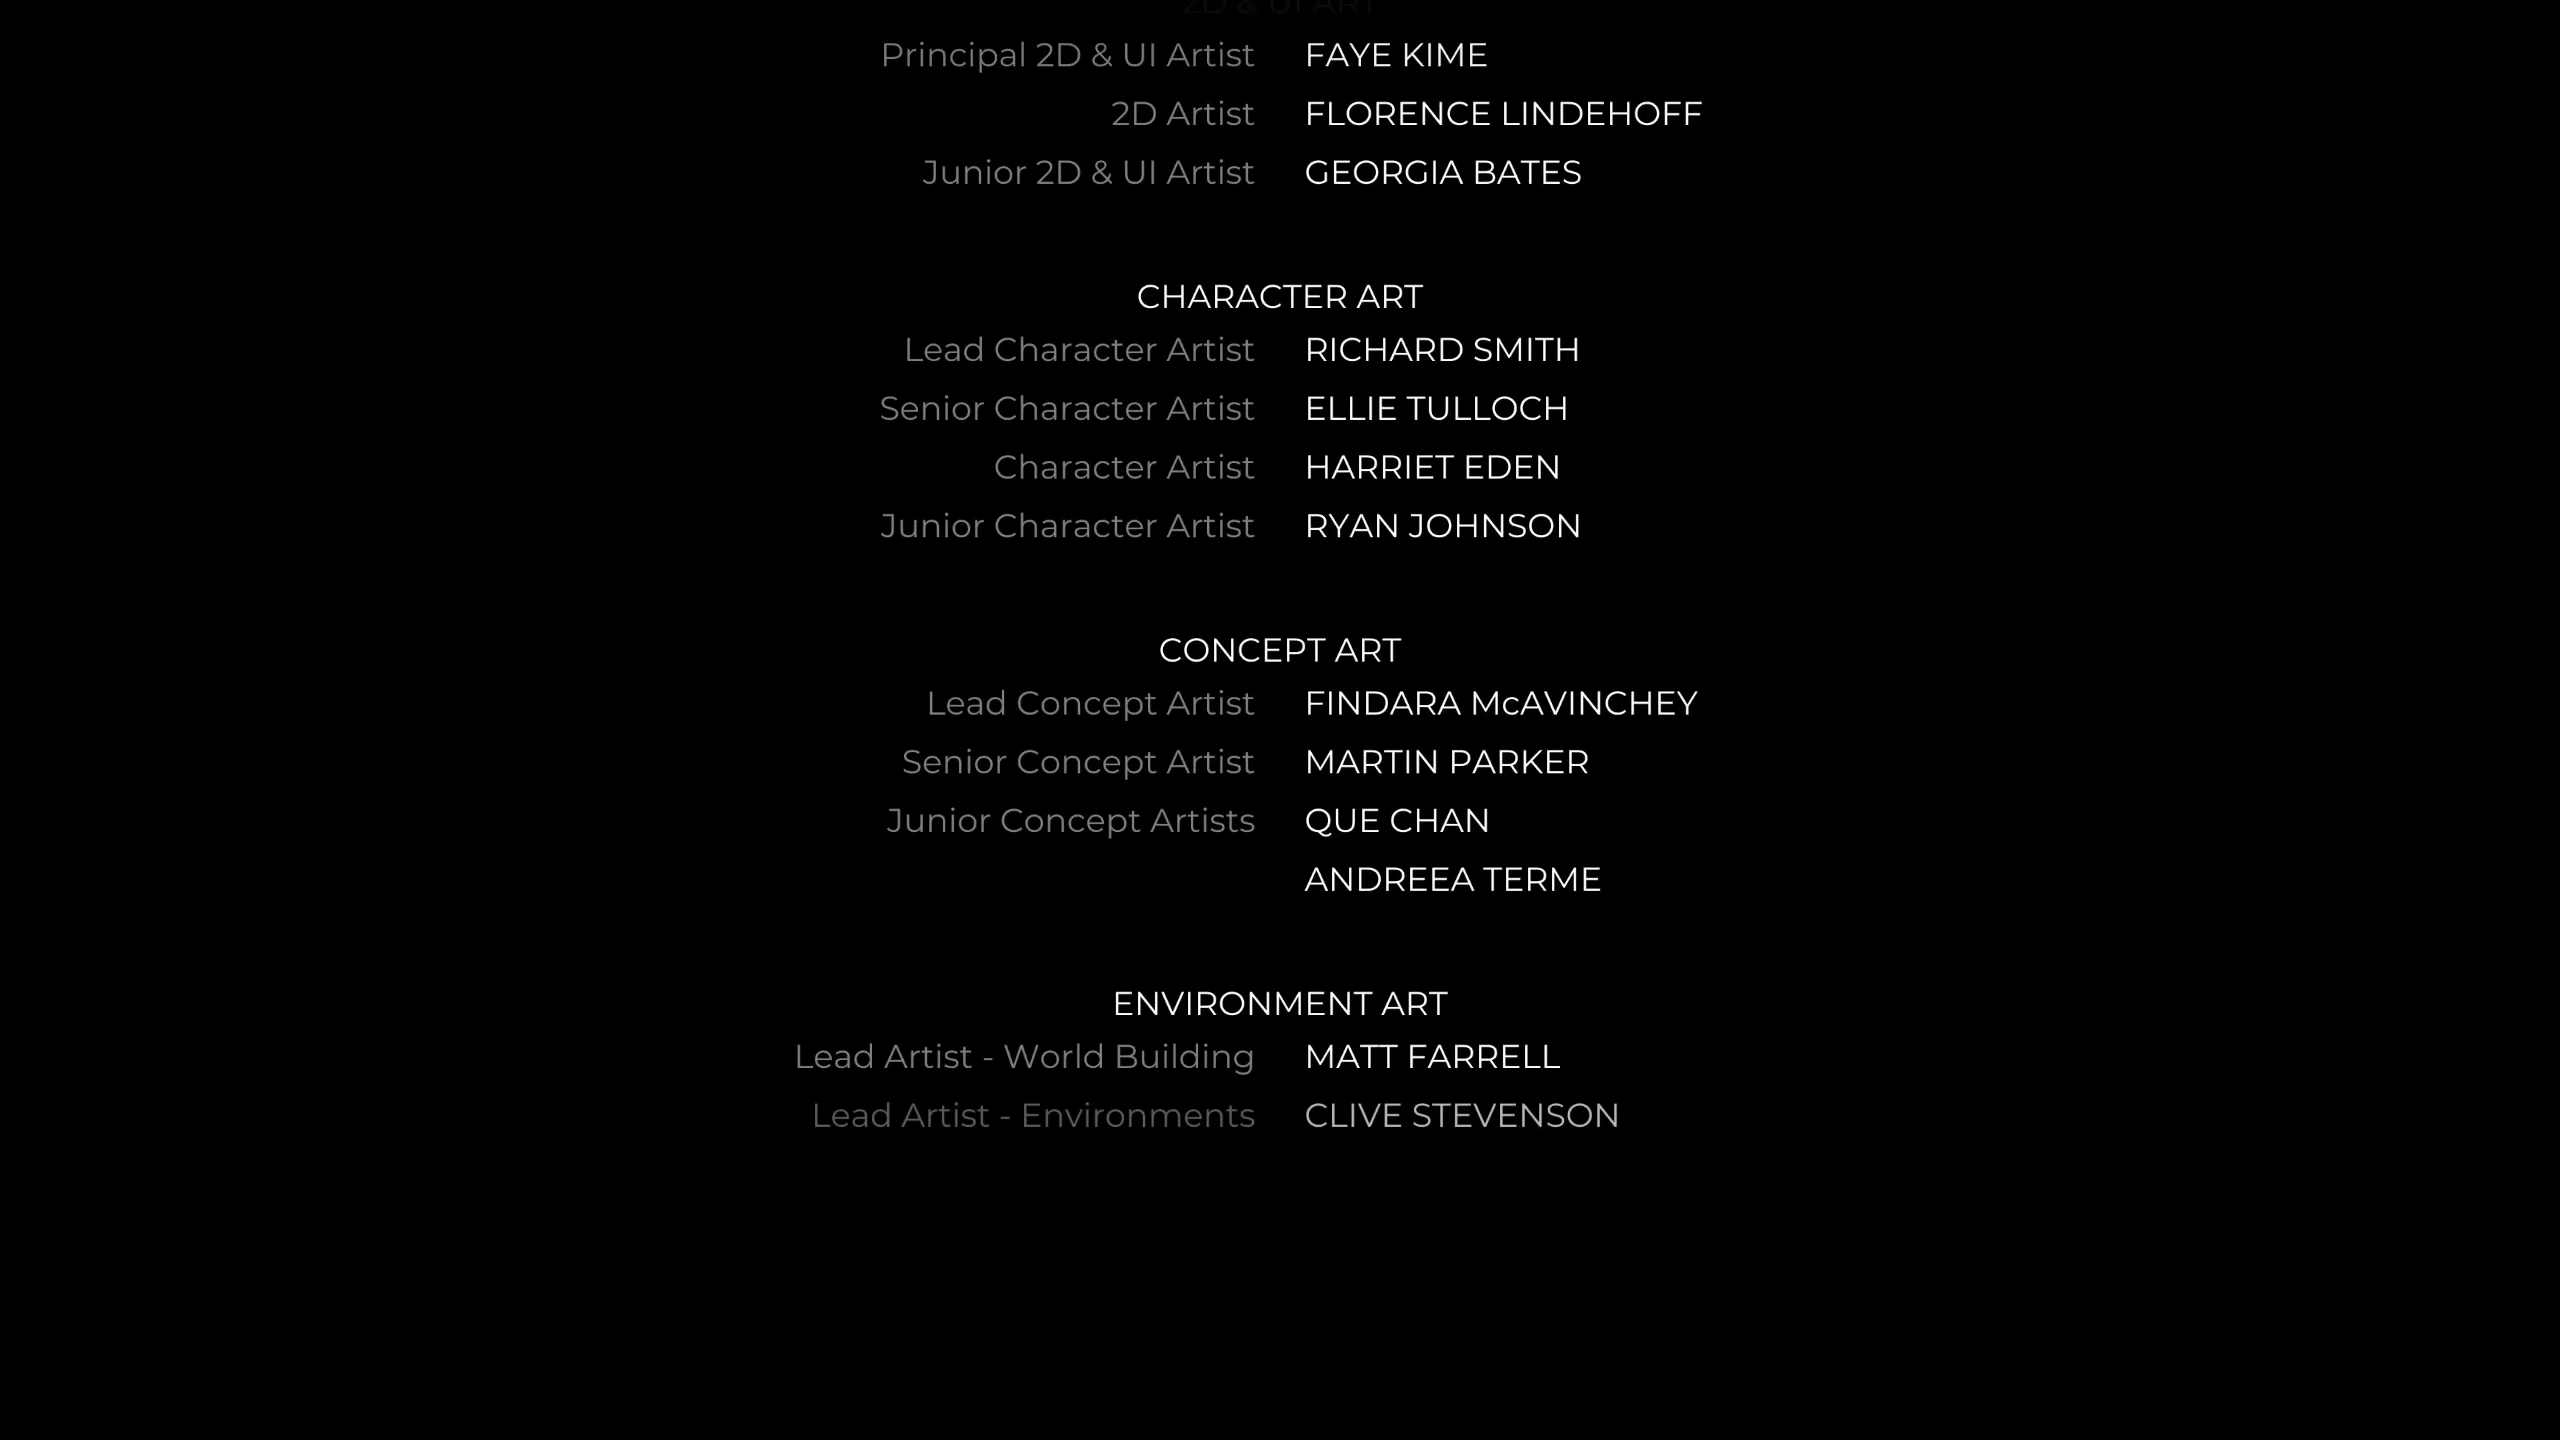 2D & UI ART
Principal 2D & UI Artist FAYE KIME
2D Artist FLORENCE LINDEHOFF
Junior 2D & UI Artist GEORGIA BATES
CHARACTER ART
Lead Character Artist RICHARD SMITH
Senior Character Artist ELLIE TULLOCH
Character Artist HARRIET EDEN
Junior Character Artist RYAN JOHNSON
CONCEPT ART
Lead Concept Artist FINDARA McAVINCHEY
Senior Concept Artist MARTIN PARKER
Junior Concept Artists QUE CHAN
ANDREEA TERME
ENVIRONMENT ART
Lead Artist - World Building MATT FARRELL
Lead Artist - Environments CLIVE STEVENSON